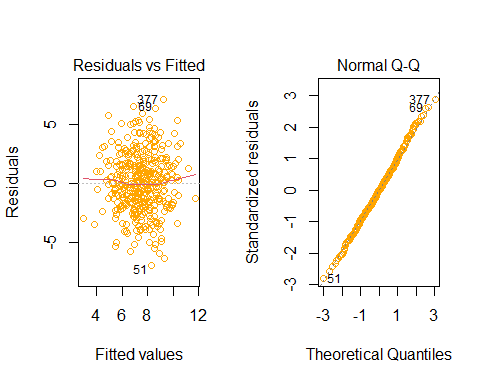 Residuals vs Fitted
Residuals
5
0
-5
377
69
51
4 6 8 12
Fitted values
Normal Q-Q
Standardized residuals
3
2
1
0
-1
-2
-3
377
69
51
-3 -1 1 3
Theoretical Quantiles